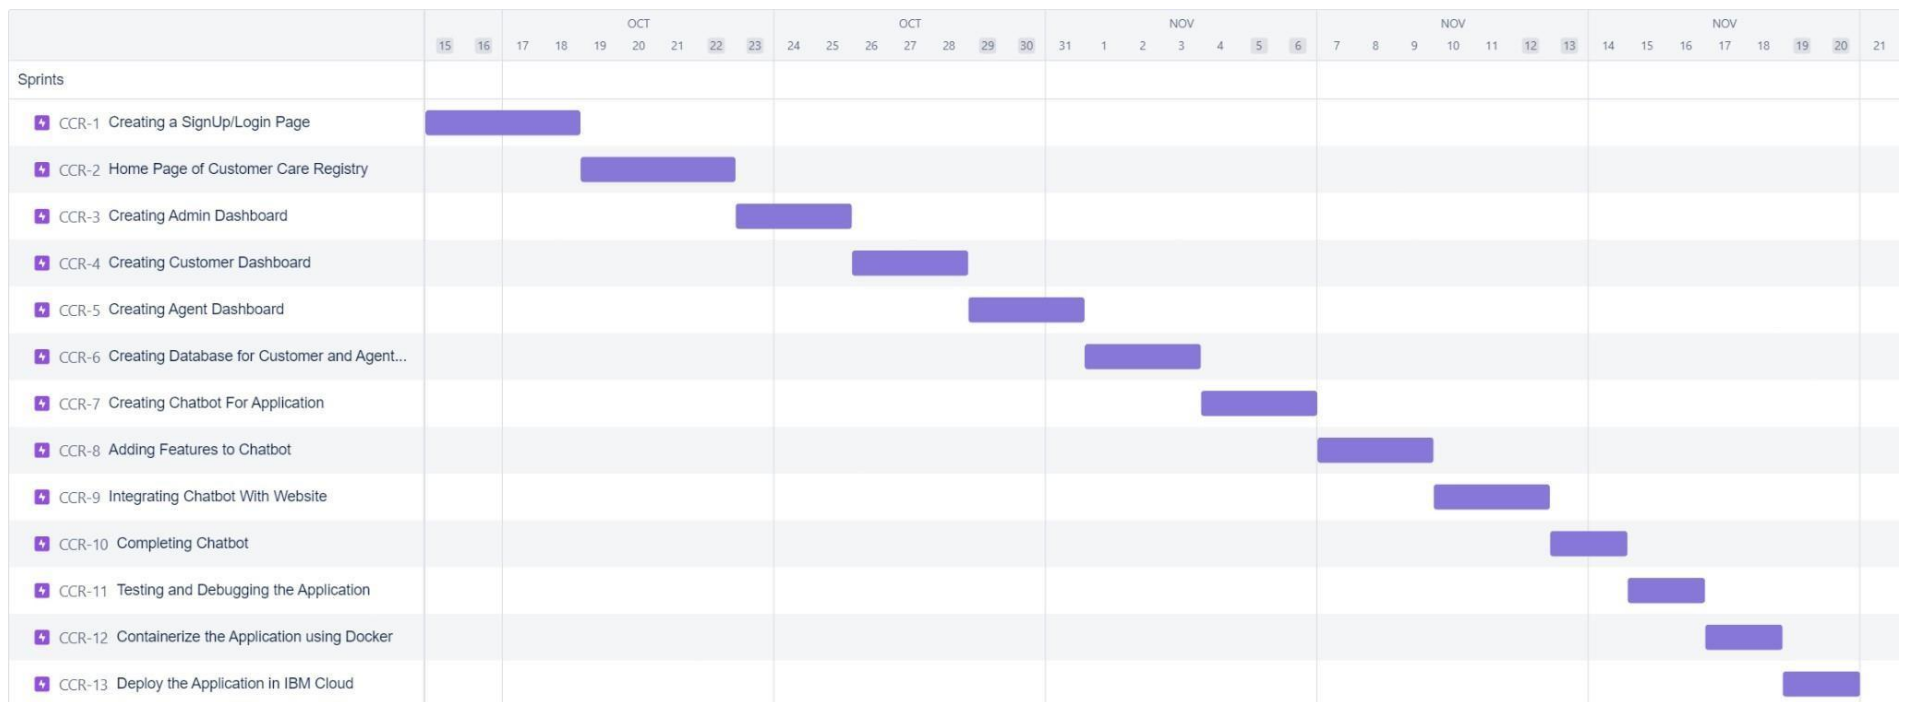 OCT OCT NOV NOV NOV
15 16 17 18 19 20 21 22 23 24 25 26 27 28 29 30 31 1 2 3 4 5 6 7 8 9 10 11 12 13 14 15 16 17 18 19 20 21
Sprints
CCR-1 Creating a SignUp/Login Page
CCR-2 Home Page of Customer Care Registry
CCR-3 Creating Admin Dashboard
CCR-4 Creating Customer Dashboard
CCR-5 Creating Agent Dashboard
CCR-6 Creating Database for Customer and Agent...
CCR-7 Creating Chatbot For Application
CCR-8 Adding Features to Chatbot
CCR-9 Integrating Chatbot With Website
CCR-10 Completing Chatbot
CCR-11 Testing and Debugging the Application
CCR-12 Containerize the Application using Docker
CCR-13 Deploy the Application in IBM Cloud